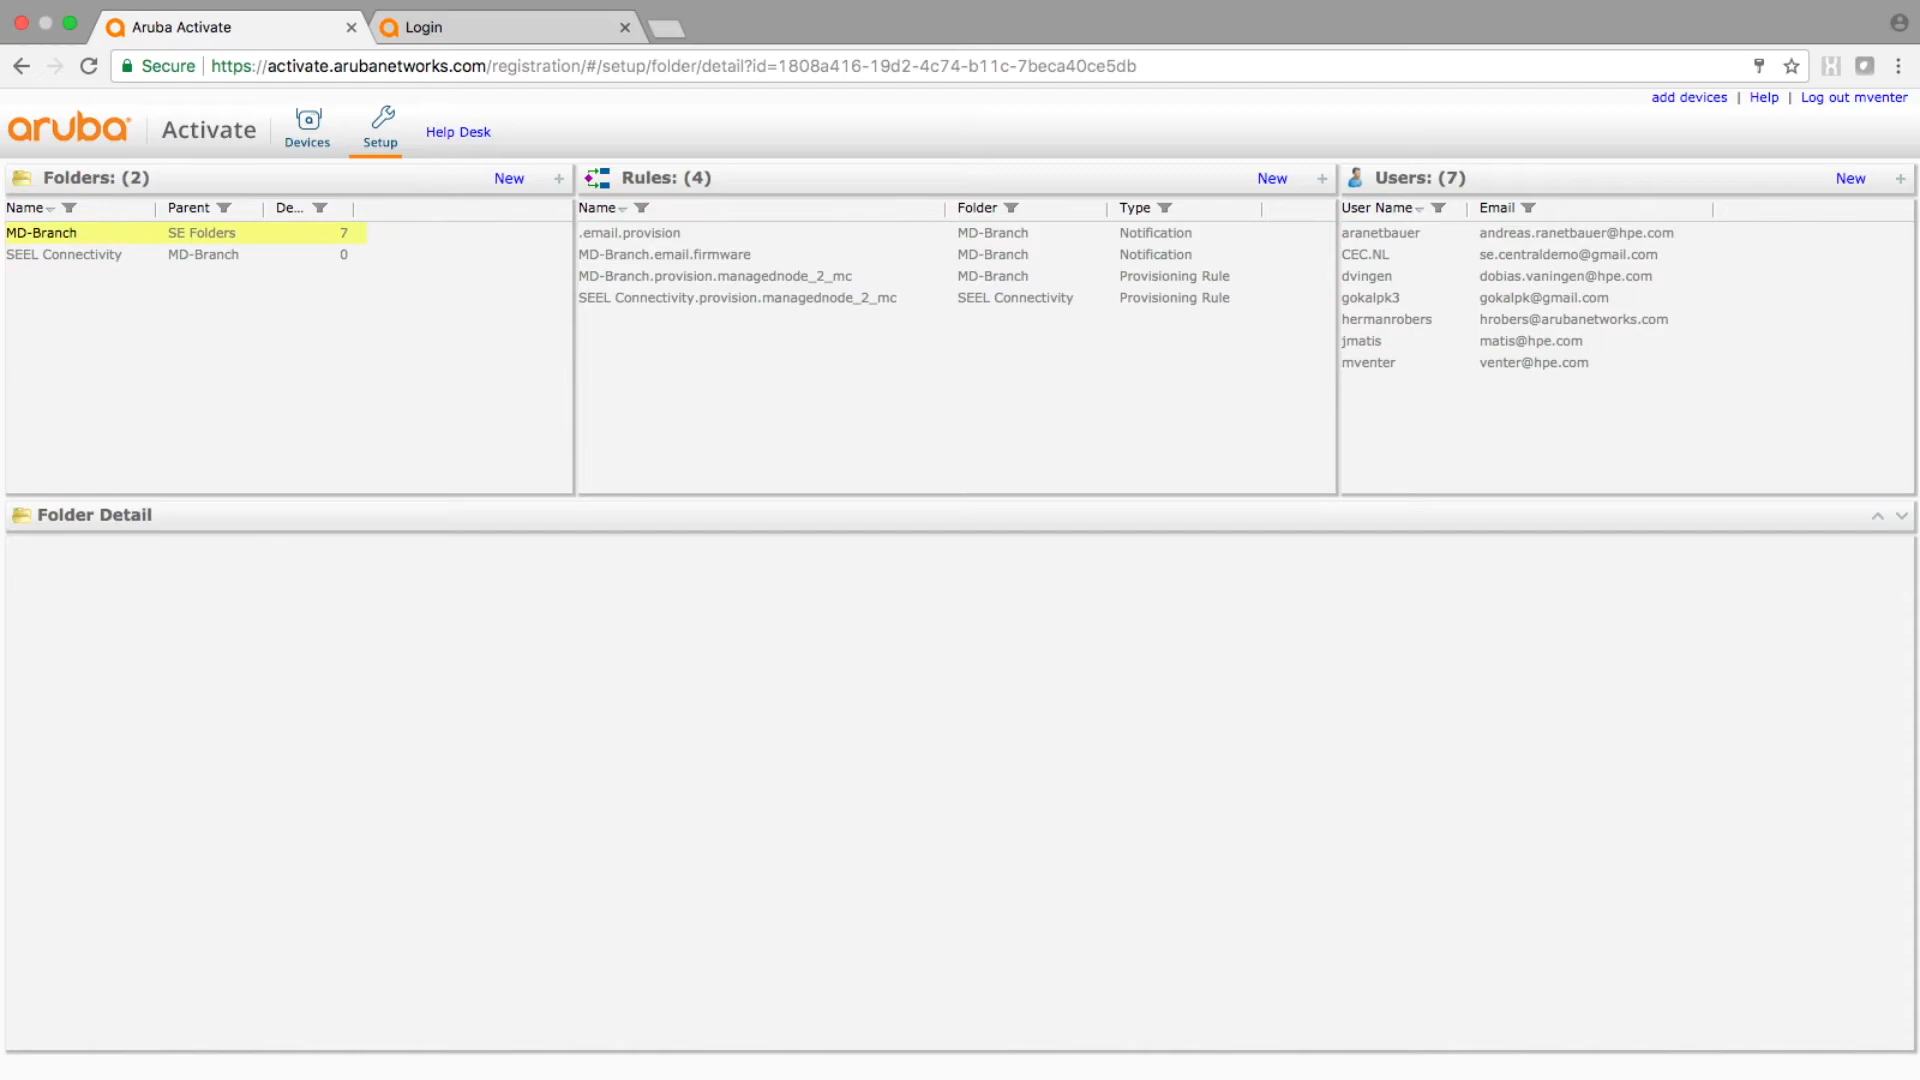 Aruba Activate
Login
Secure https://activate.arubanetworks.com/registration/#/setup/folder/detail?id=1808a416-19d2-4c74-b11c-7beca40ce5db
add devices | Help | Log out mventer
aruba Activate Devices Setup Help Desk
Folders: (2) New +
Name Parent De...
MD-Branch SE Folders 7
SEEL Connectivity MD-Branch 0
Rules: (4) New +
Name Folder Type
.email.provision MD-Branch Notification
MD-Branch.email.firmware MD-Branch Notification
MD-Branch.provision.managednode_2_mc MD-Branch Provisioning Rule
SEEL Connectivity.provision.managednode_2_mc SEEL Connectivity Provisioning Rule
Users: (7) New +
User Name Email
aranetbauer andreas.ranetbauer@hpe.com
CEC.NL se.centraldemo@gmail.com
dvingen dobias.vaningen@hpe.com
gokalpk3 gokalpk@gmail.com
hermanrobers hrobers@arubanetworks.com
jmatis matis@hpe.com
mventer venter@hpe.com
Folder Detail